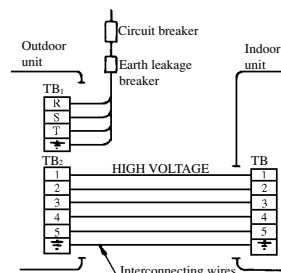 Circuit breaker
Outdoor unit
Earth leakage breaker
Indoor unit
TB1
R
S
T
TB2
HIGH VOLTAGE
TB
1 1
2 2
3 3
4 4
5 5
Interconnecting wires